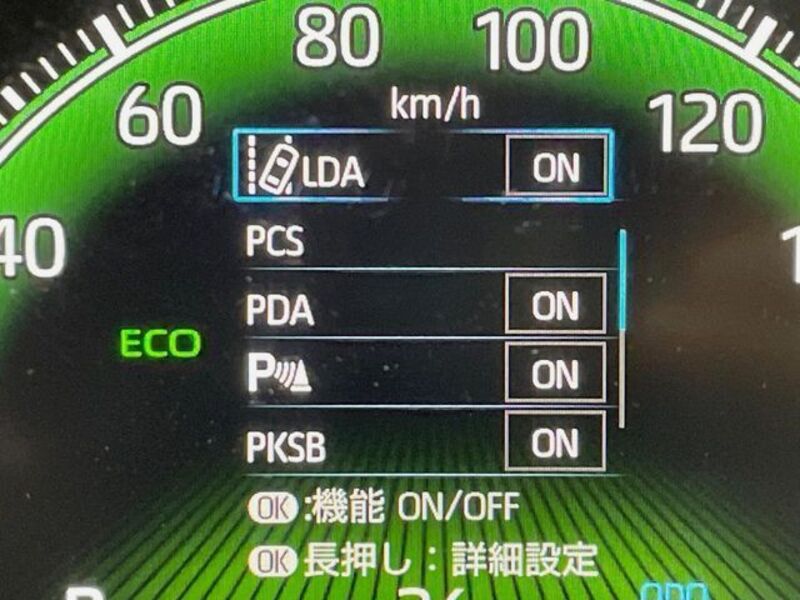 80 100
60 km/h 120
LDA ON
40 PCS
PDA ON
ECO
P ON
PKSB ON
OK:機能 ON/OFF
OK 長押し：詳細設定